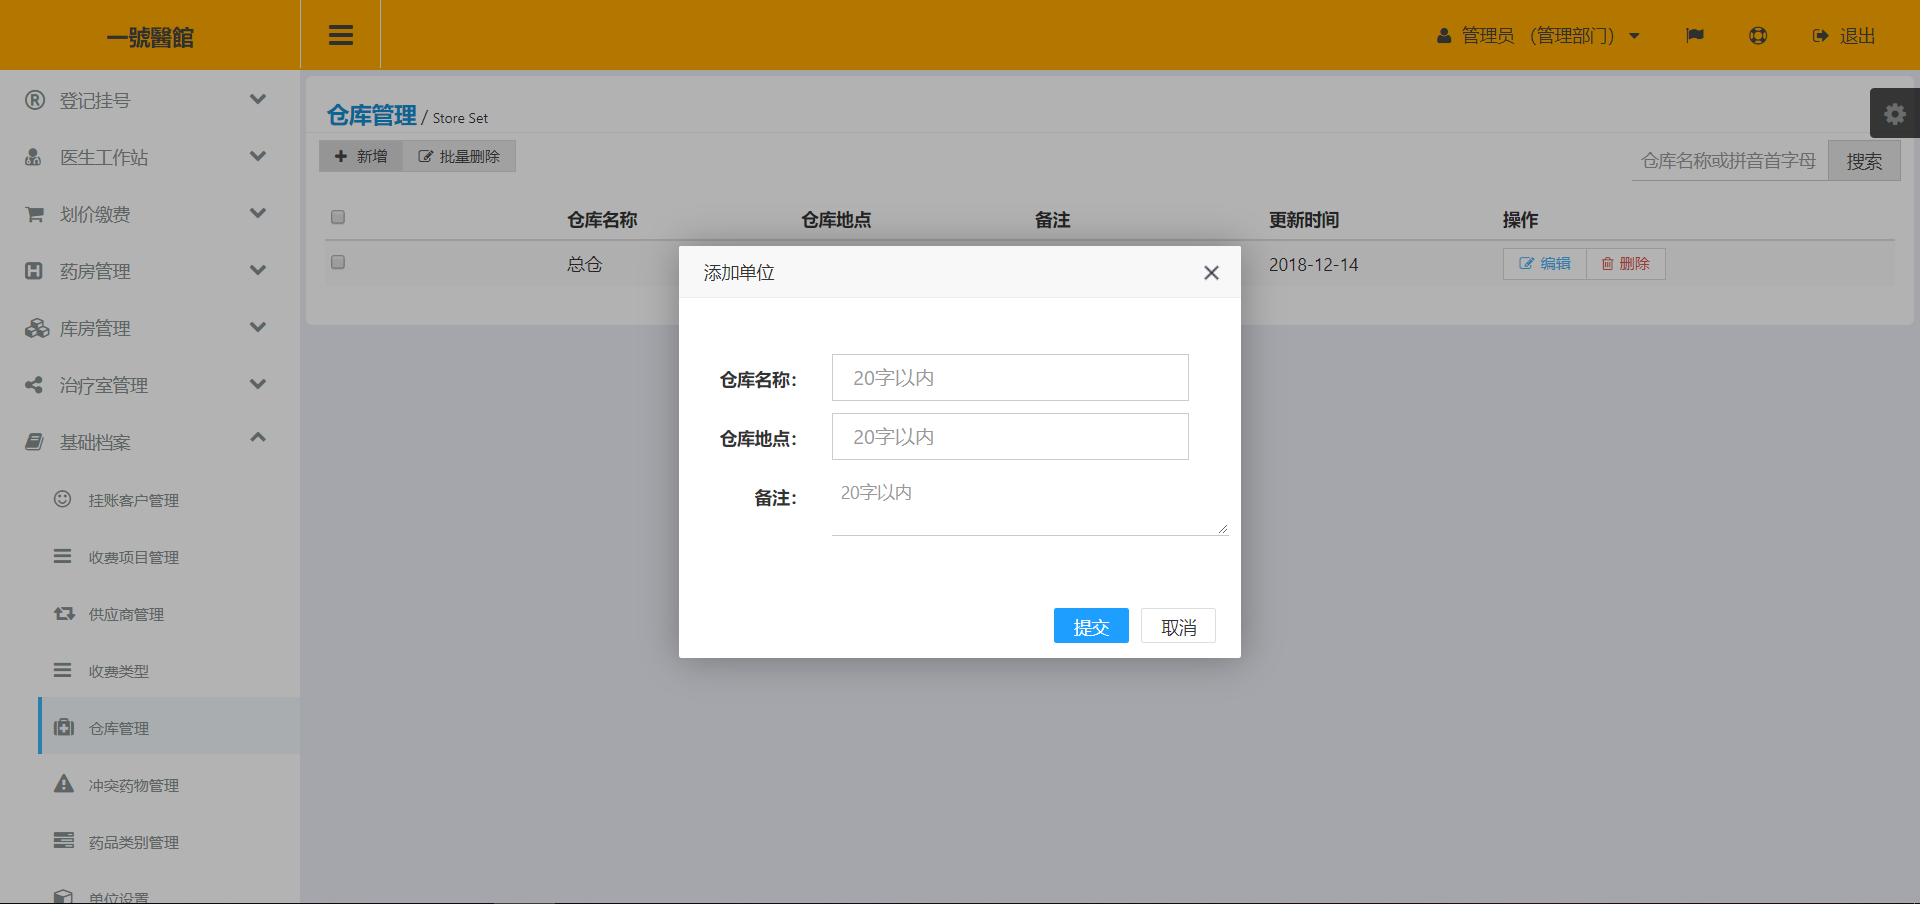 一號醫館
管理员 （管理部门）
退出
登记挂号
医生工作站
划价缴费
药房管理
库房管理
治疗室管理
基础档案
挂账客户管理
收费项目管理
供应商管理
收费类型
仓库管理
冲突药物管理
药品类别管理
单位设置
仓库管理 / Store Set
新增 批量删除
仓库名称或拼音首字母 搜索
仓库名称 仓库地点 备注 更新时间 操作
总仓 2018-12-14 编辑 删除
添加单位
仓库名称： 20字以内
仓库地点： 20字以内
备注： 20字以内
提交 取消